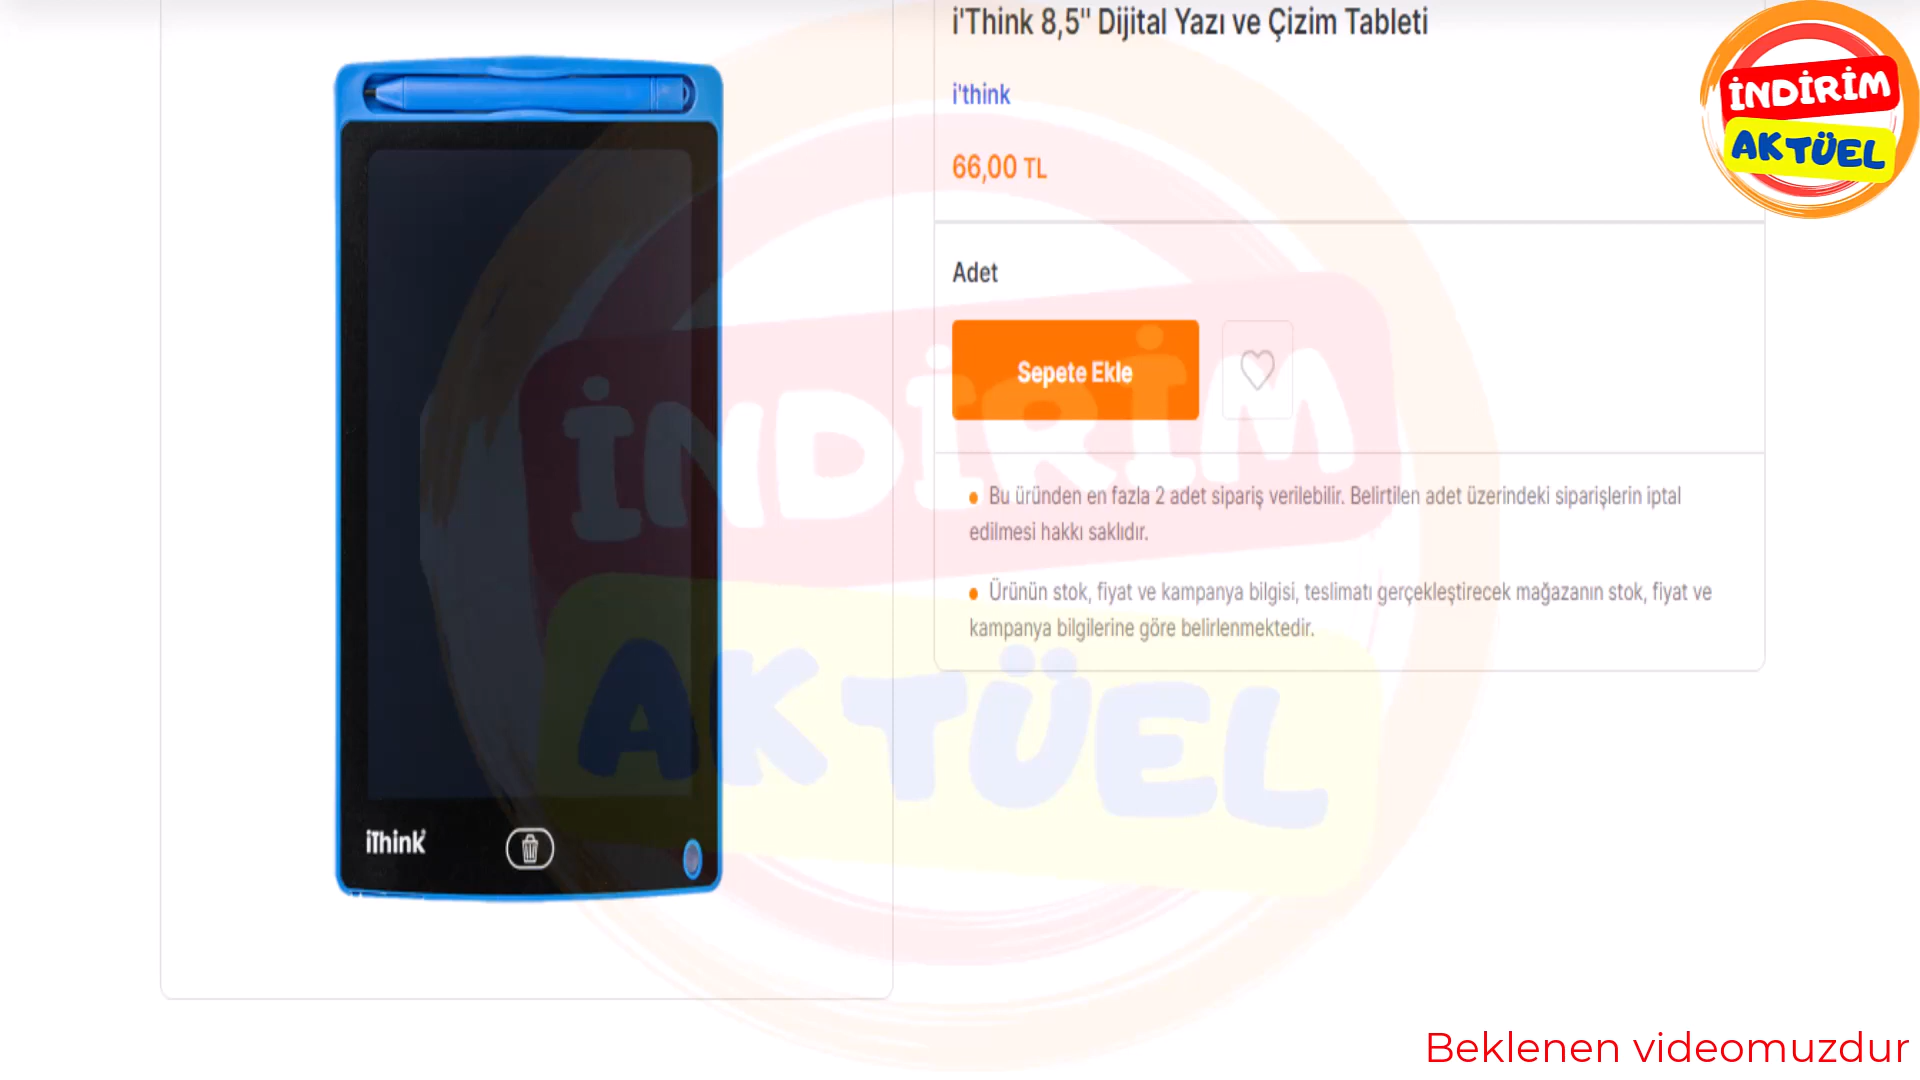 i'Think 8,5" Dijital Yazı ve Çizim Tableti
i'think
66,00 TL
Adet
Sepete Ekle
Bu üründen en fazla 2 adet sipariş verilebilir. Belirtilen adet üzerindeki siparişlerin iptal
edilmesi hakkı saklıdır.
Ürünün stok, fiyat ve kampanya bilgisi, teslimatı gerçekleştirecek mağazanın stok, fiyat ve
kampanya bilgilerine göre belirlenmektedir.
iThink
İNDİRİM
AKTÜEL
İNDİRİM
AKTÜEL
Beklenen videomuzdur